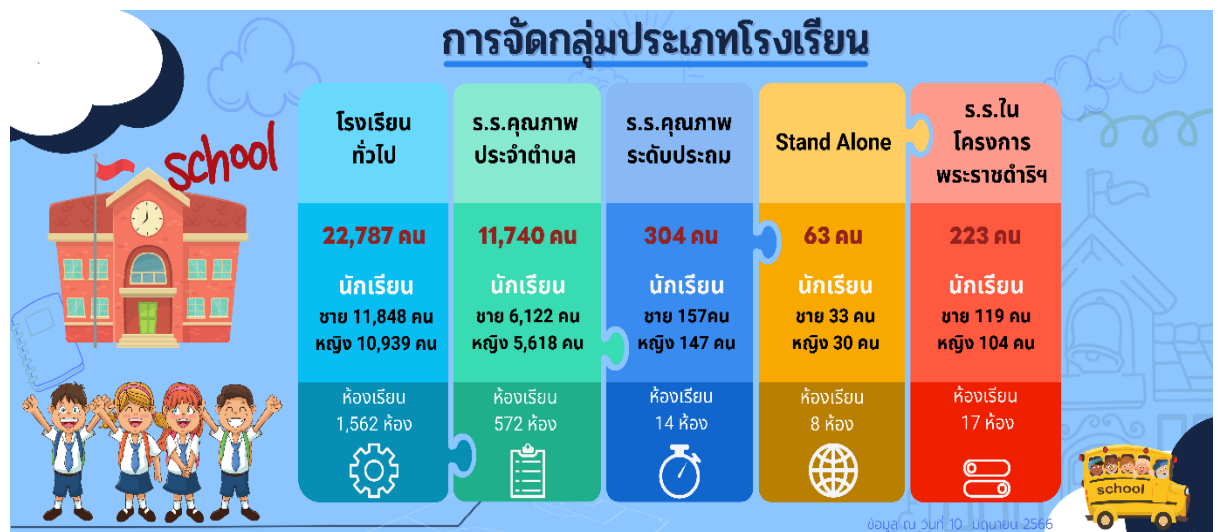 การจัดกลุ่มประเภทโรงเรียน
school
โรงเรียน
ทั่วไป
22,787 คน
นักเรียน
ชาย 11,848 คน
หญิง 10,939 คน
ห้องเรียน
1,562 ห้อง
ร.ร.คุณภาพ
ประจำตำบล
11,740 คน
นักเรียน
ชาย 6,122 คน
หญิง 5,618 คน
ห้องเรียน
572 ห้อง
ร.ร.คุณภาพ
ระดับประถม
304 คน
นักเรียน
ชาย 157คน
หญิง 147 คน
ห้องเรียน
14 ห้อง
Stand Alone
63 คน
นักเรียน
ชาย 33 คน
หญิง 30 คน
ห้องเรียน
8 ห้อง
ร.ร.ใน
โครงการ
พระราชดำริฯ
223 คน
นักเรียน
ชาย 119 คน
หญิง 104 คน
ห้องเรียน
17 ห้อง
school
ข้อมูล ณ วันที่ 10 มิถุนายน 2566